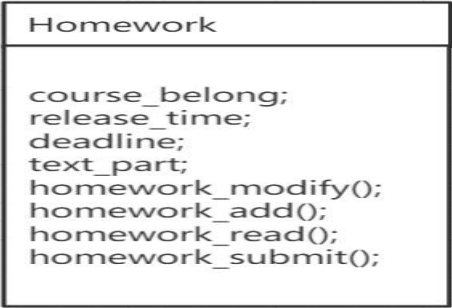 Homework
course_belong;
release_time;
deadline;
text_part;
homework_modify();
homework_add();
homework_read();
homework_submit();